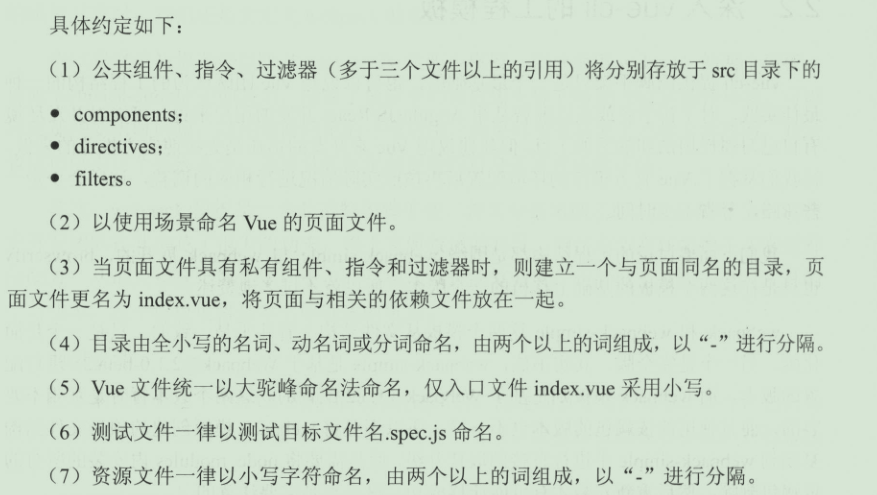 具体约定如下：
（1）公共组件、指令、过滤器（多于三个文件以上的引用）将分别存放于 src 目录下的
● components；
● directives；
● filters。
（2）以使用场景命名 Vue 的页面文件。
（3）当页面文件具有私有组件、指令和过滤器时，则建立一个与页面同名的目录，页
面文件更名为 index.vue，将页面与相关的依赖文件放在一起。
（4）目录由全小写的名词、动名词或分词命名，由两个以上的词组成，以“-”进行分隔。
（5）Vue 文件统一以大驼峰命名法命名，仅入口文件 index.vue 采用小写。
（6）测试文件一律以测试目标文件名.spec.js 命名。
（7）资源文件一律以小写字符命名，由两个以上的词组成，以“-”进行分隔。